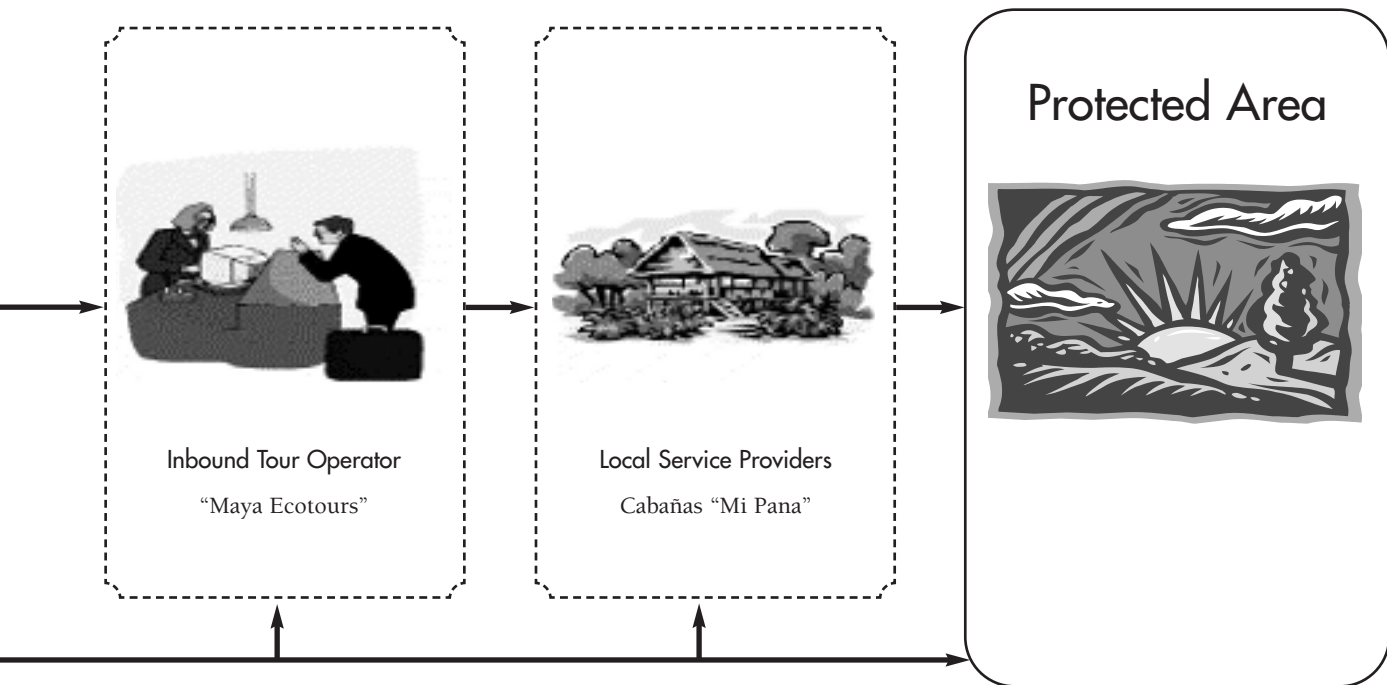 Protected Area
Inbound Tour Operator
“Maya Ecotours”
Local Service Providers
Cabañas “Mi Pana”